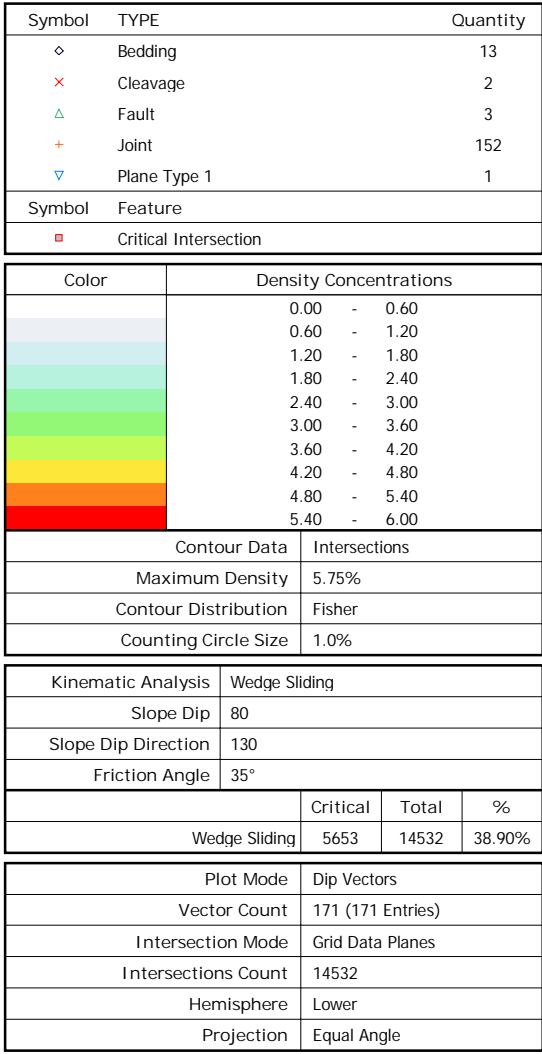 Symbol TYPE Quantity
Bedding 13
Cleavage 2
Fault 3
Joint 152
Plane Type 1 1
Symbol Feature
Critical Intersection
Color Density Concentrations
0.00 - 0.60
0.60 - 1.20
1.20 - 1.80
1.80 - 2.40
2.40 - 3.00
3.00 - 3.60
3.60 - 4.20
4.20 - 4.80
4.80 - 5.40
5.40 - 6.00
Contour Data Intersections
Maximum Density 5.75%
Contour Distribution Fisher
Counting Circle Size 1.0%
Kinematic Analysis Wedge Sliding
Slope Dip 80
Slope Dip Direction 130
Friction Angle 35°
Critical Total %
Wedge Sliding 5653 14532 38.90%
Plot Mode Dip Vectors
Vector Count 171 (171 Entries)
Intersection Mode Grid Data Planes
Intersections Count 14532
Hemisphere Lower
Projection Equal Angle